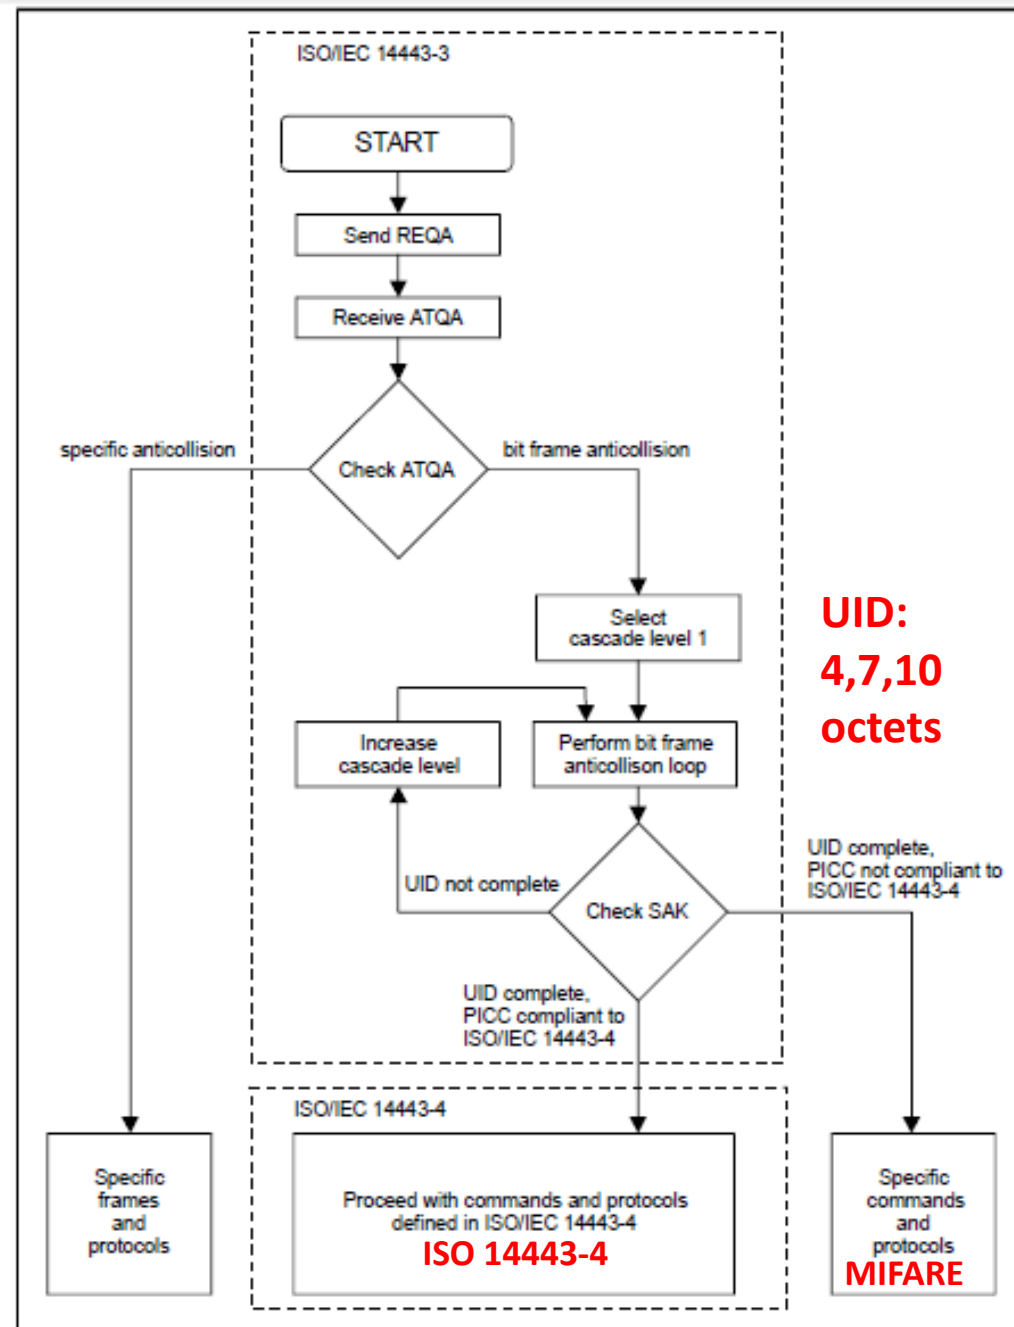 ISO/IEC 14443-3
START
Send REQA
Receive ATQA
specific anticollision
Check ATQA
bit frame anticollision
Select
cascade level 1
UID:
4,7,10
octets
Increase
cascade level
Perform bit frame
anticollison loop
UID not complete
Check SAK
UID complete,
PICC not compliant to
ISO/IEC 14443-4
UID complete,
PICC compliant to
ISO/IEC 14443-4
ISO/IEC 14443-4
Specific
frames
and
protocols
Proceed with commands and protocols
defined in ISO/IEC 14443-4
ISO 14443-4
Specific
commands
and
protocols
MIFARE